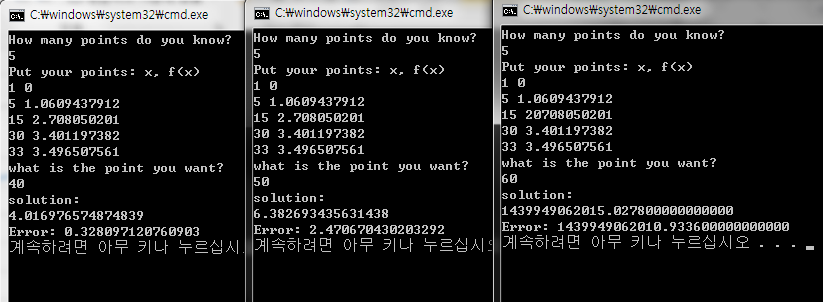 C:\windows\system32\cmd.exe
How many points do you know?
5
Put your points: x, f(x)
1 0
5 1.0609437912
15 2.708050201
30 3.401197382
33 3.496507561
what is the point you want?
40
solution:
4.016976574874839
Error: 0.328097120760903
계속하려면 아무 키나 누르십시
C:\windows\system32\cmd.exe
How many points do you know?
5
Put your points: x, f(x)
1 0
5 1.0609437912
15 2.708050201
30 3.401197382
33 3.496507561
what is the point you want?
50
solution:
6.382693435631438
Error: 2.470670430203292
계속하려면 아무 키나 누르십시
C:\windows\system32\cmd.exe
How many points do you know?
5
Put your points: x, f(x)
1 0
5 1.0609437912
15 20708050201
30 3.401197382
33 3.496507561
what is the point you want?
60
solution:
1439949062015.027800000000000
Error: 1439949062010.933600000000000
계속하려면 아무 키나 누르십시오 . . .